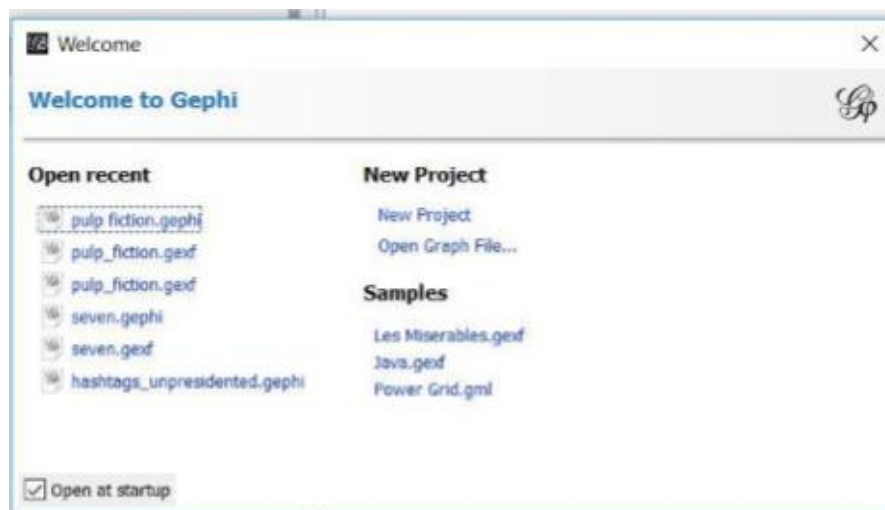 Welcome
Welcome to Gephi
Open recent
pulp fiction.gephi
pulp_fiction.gexf
pulp_fiction.gexf
seven.gephi
seven.gexf
hashtags_unpresidented.gephi
New Project
New Project
Open Graph File...
Samples
Les Miserables.gexf
Java.gexf
Power Grid.gml
Open at startup